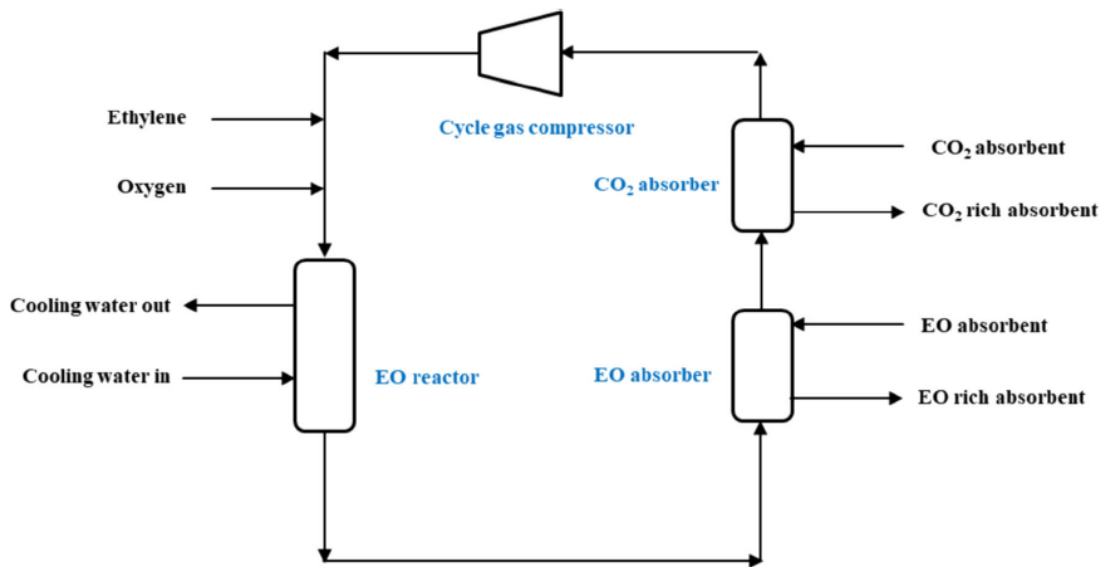 Ethylene
Cycle gas compressor
CO₂ absorbent
Oxygen
CO₂ absorber
CO₂ rich absorbent
Cooling water out
EO absorbent
Cooling water in
EO reactor
EO absorber
EO rich absorbent